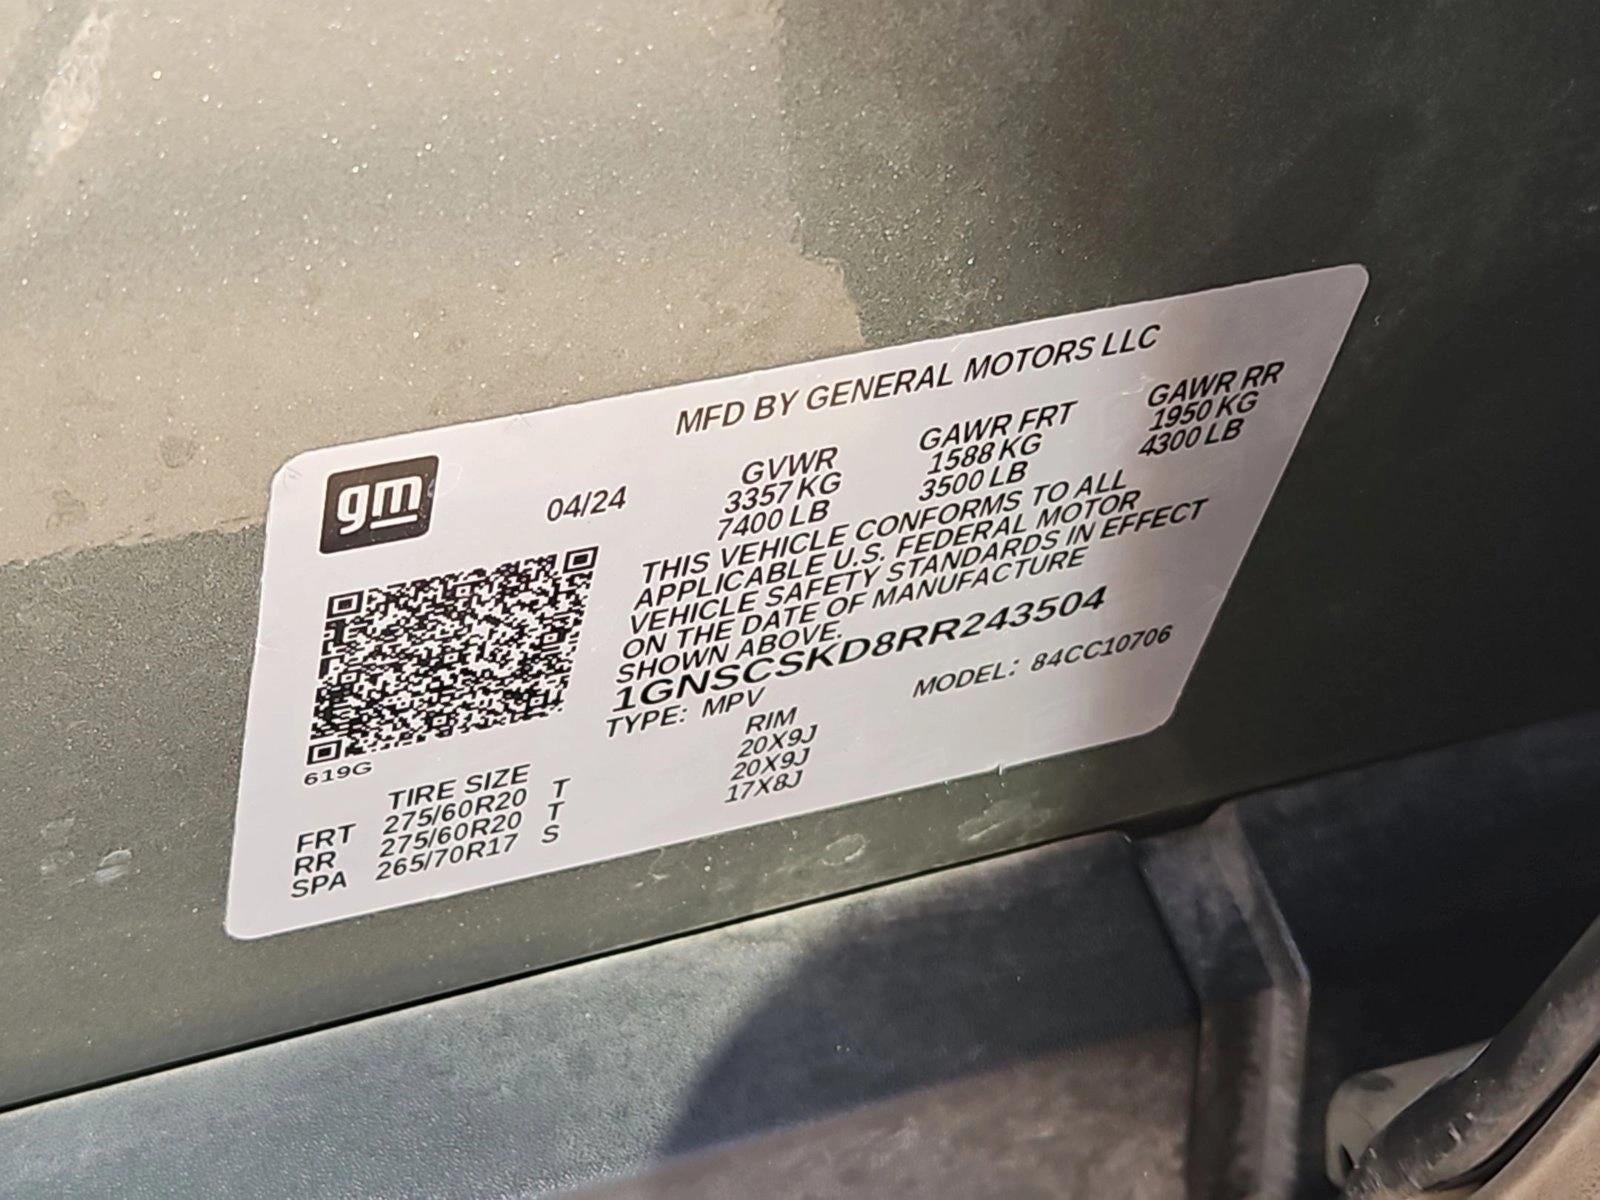 MFD BY GENERAL MOTORS LLC
gm
04/24
GVWR GAWR FRT GAWR RR
3357 KG 1588 KG 1950 KG
7400 LB 3500 LB 4300 LB
THIS VEHICLE CONFORMS TO ALL
APPLICABLE U.S. FEDERAL MOTOR
VEHICLE SAFETY STANDARDS IN EFFECT
ON THE DATE OF MANUFACTURE
SHOWN ABOVE.
1GNSCSKD8RR243504
TYPE: MPV MODEL: 84CC10706
619G
TIRE SIZE RIM
FRT 275/60R20 T 20X9J
RR 275/60R20 T 20X9J
SPA 265/70R17 S 17X8J